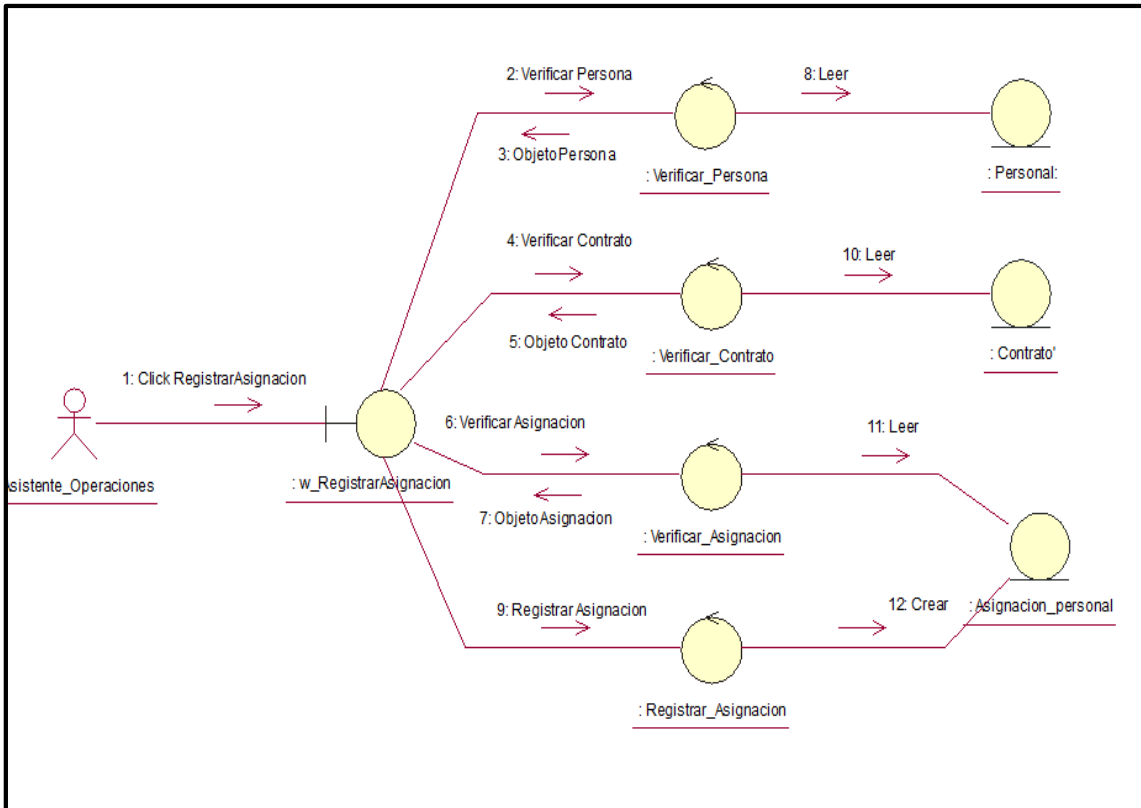 2: Verificar Persona
8: Leer
3: ObjetoPersona
: Verificar_Persona
: Personal:
4: Verificar Contrato
10: Leer
5: Objeto Contrato
: Verificar_Contrato
: Contrato'
1: Click RegistrarAsignacion
6: Verificar Asignacion
11: Leer
sistente_Operaciones
: w_RegistrarAsignacion
7: ObjetoAsignacion
: Verificar_Asignacion
9: Registrar Asignacion
12: Crear
: Asignacion_personal
: Registrar_Asignacion